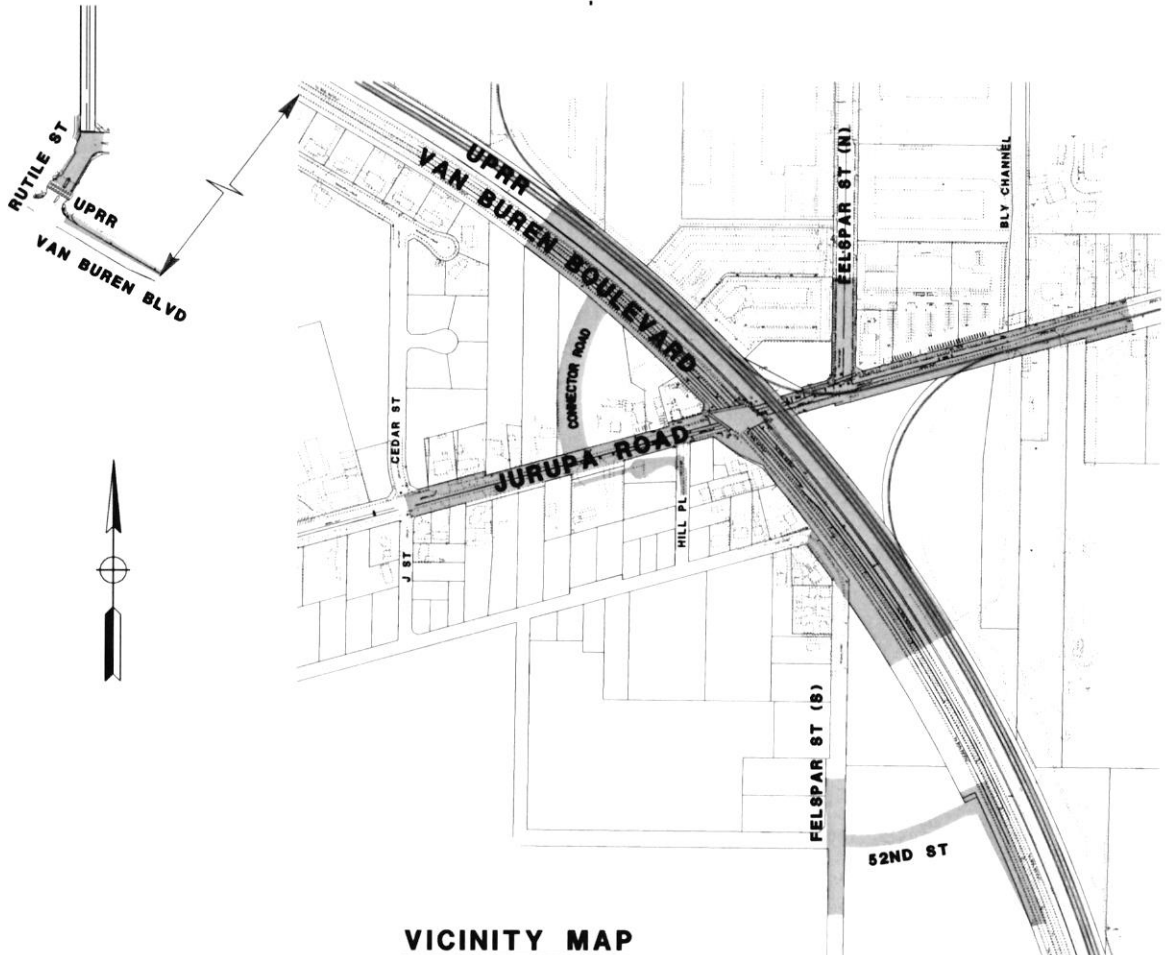 RUTILE ST
UPRR
VAN BUREN BLVD
UPRR
VAN BUREN BOULEVARD
FELSPAR ST (N)
BLY CHANNEL
CONNECTOR ROAD
CEDAR ST
JURUPA ROAD
HILL PL
J ST
FELSPAR ST (S)
52ND ST
VICINITY MAP